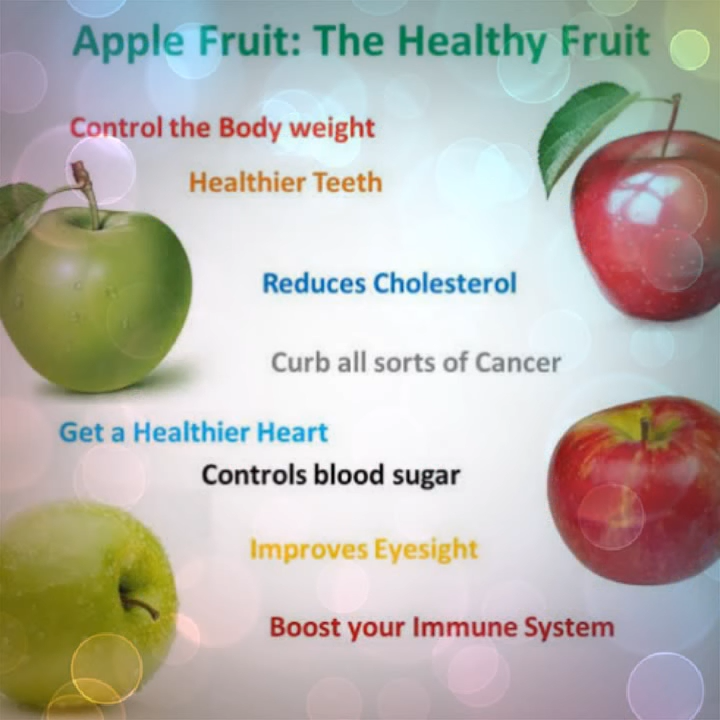 Apple Fruit: The Healthy Fruit
Control the Body weight
Healthier Teeth
Reduces Cholesterol
Curb all sorts of Cancer
Get a Healthier Heart
Controls blood sugar
Improves Eyesight
Boost your Immune System